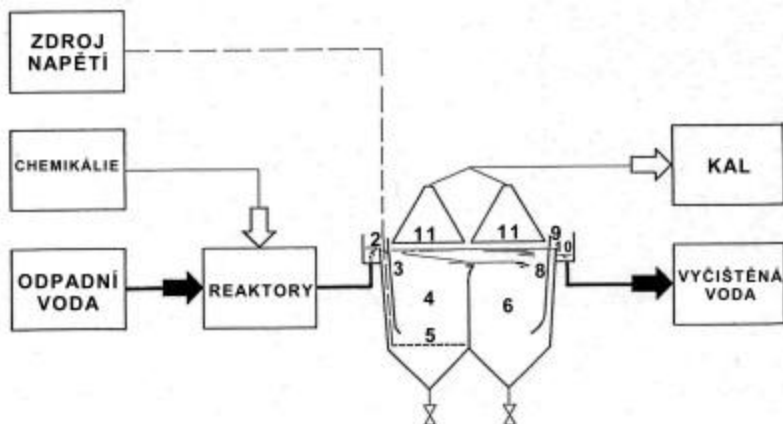 ZDROJ
NAPĚTÍ
CHEMIKÁLIE
KAL
ODPADNÍ
VODA
REAKTORY
VYČIŠTĚNÁ
VODA
11 11
2 9
10
3 7 8
4 6
5